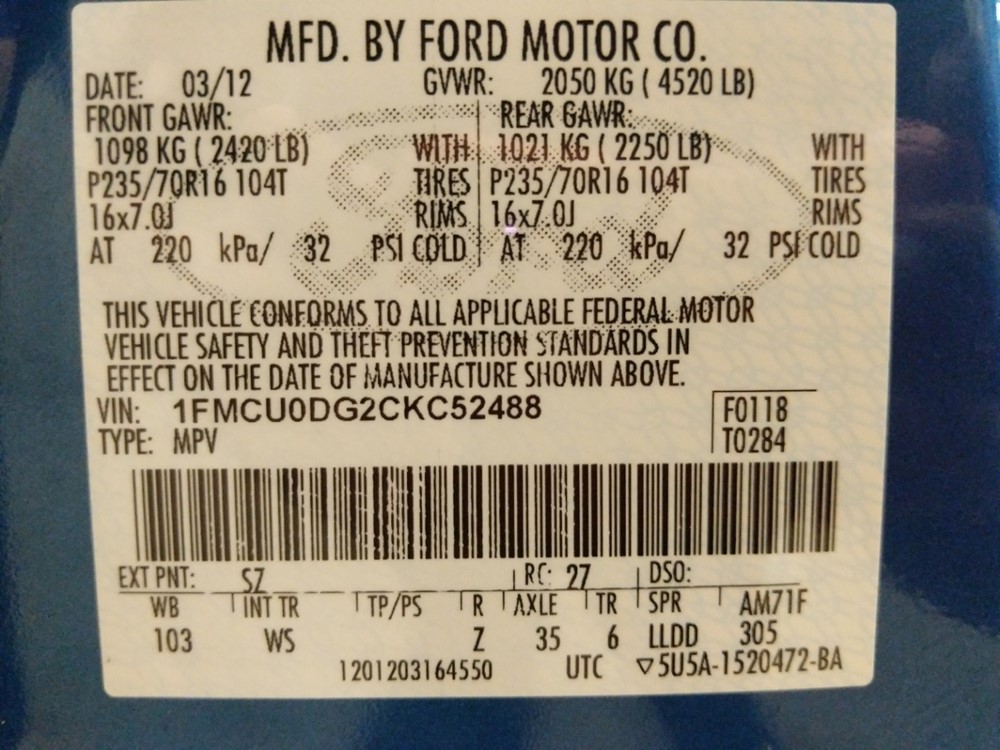 MFD. BY FORD MOTOR CO.
DATE: 03/12 GVWR: 2050 KG ( 4520 LB)
FRONT GAWR: REAR GAWR:
1098 KG ( 2420 LB) WITH 1021 KG ( 2250 LB) WITH
P235/70R16 104T TIRES P235/70R16 104T TIRES
16x7.0J RIMS 16x7.0J RIMS
AT 220 kPa/ 32 PSI COLD AT 220 kPa/ 32 PSI COLD
Ford
THIS VEHICLE CONFORMS TO ALL APPLICABLE FEDERAL MOTOR
VEHICLE SAFETY AND THEFT PREVENTION STANDARDS IN
EFFECT ON THE DATE OF MANUFACTURE SHOWN ABOVE.
VIN: 1FMCU0DG2CKC52488 F0118
TYPE: MPV T0284
EXT PNT: SZ RC: 27 DSO:
WB INT TR TP/PS R AXLE TR SPR AM71F
103 WS Z 35 6 LLDD 305
1201203164550 UTC ▽5U5A-1520472-BA